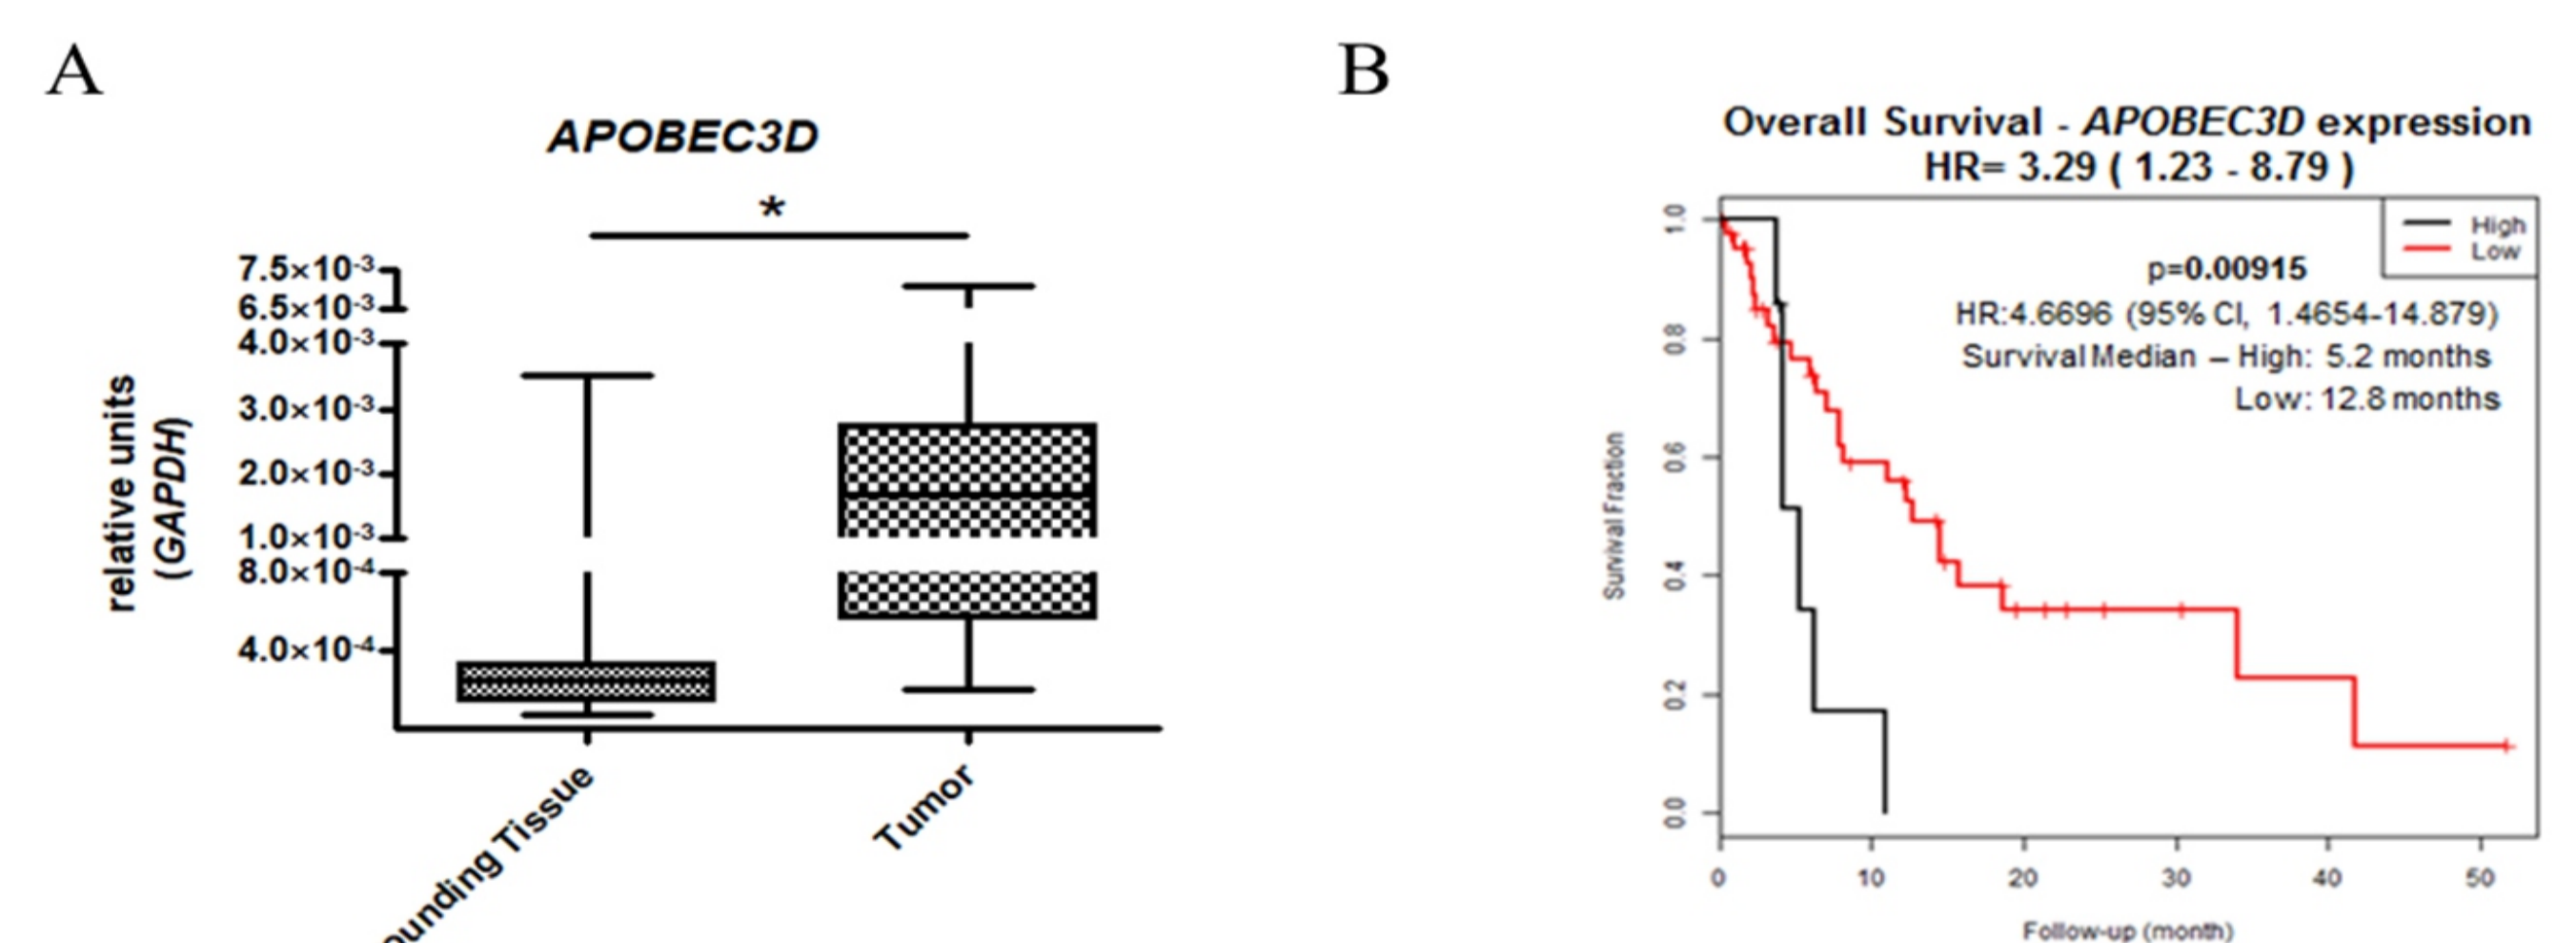 A
APOBEC3D
*
7.5×10-3
6.5×10-3
4.0×10-3
3.0×10-3
2.0×10-3
1.0×10-3
8.0×10-4
4.0×10-4
relative units
(GAPDH)
ounding Tissue
Tumor
B
Overall Survival - APOBEC3D expression
HR= 3.29 ( 1.23 - 8.79 )
High
Low
p=0.00915
HR:4.6696 (95% CI, 1.4654-14.879)
Survival Median – High: 5.2 months
Low: 12.8 months
Survival Fraction
1.0
0.8
0.6
0.4
0.2
0.0
0 10 20 30 40 50
Follow-up (month)